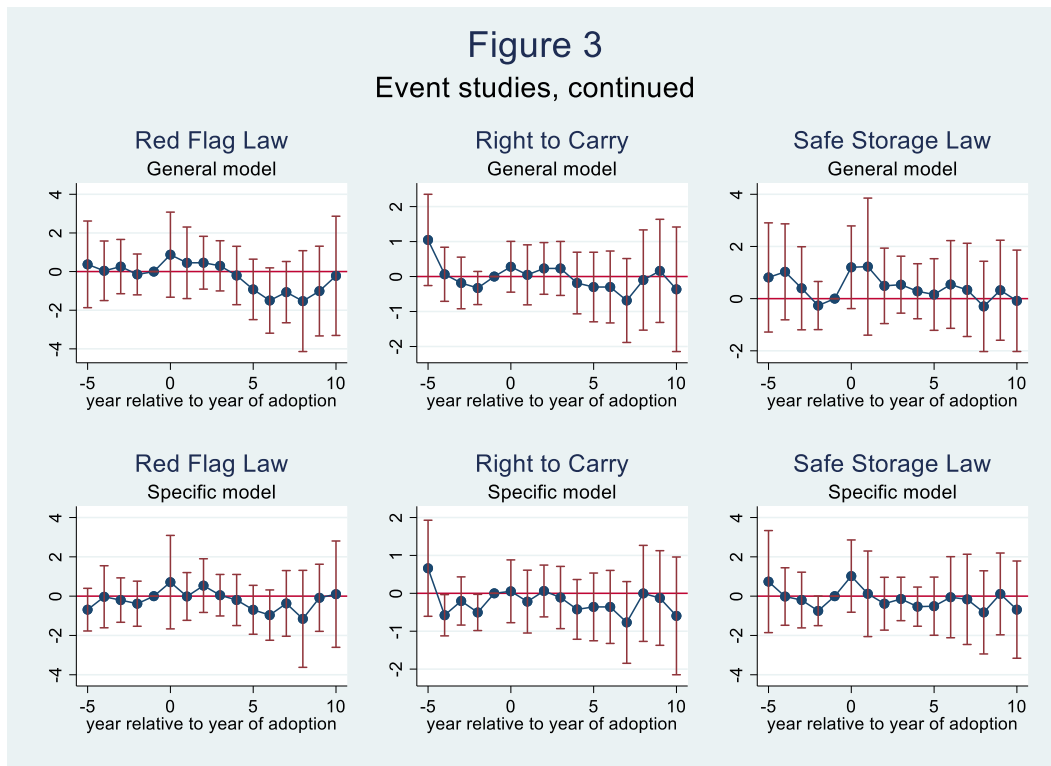 Figure 3
Event studies, continued
Red Flag Law
General model
4
2
0
-2
-4
-5 0 5 10
year relative to year of adoption
Right to Carry
General model
2
1
0
-1
-2
-5 0 5 10
year relative to year of adoption
Safe Storage Law
General model
4
2
0
-2
-5 0 5 10
year relative to year of adoption
Red Flag Law
Specific model
4
2
0
-2
-4
-5 0 5 10
year relative to year of adoption
Right to Carry
Specific model
2
1
0
-1
-2
-5 0 5 10
year relative to year of adoption
Safe Storage Law
Specific model
4
2
0
-2
-4
-5 0 5 10
year relative to year of adoption